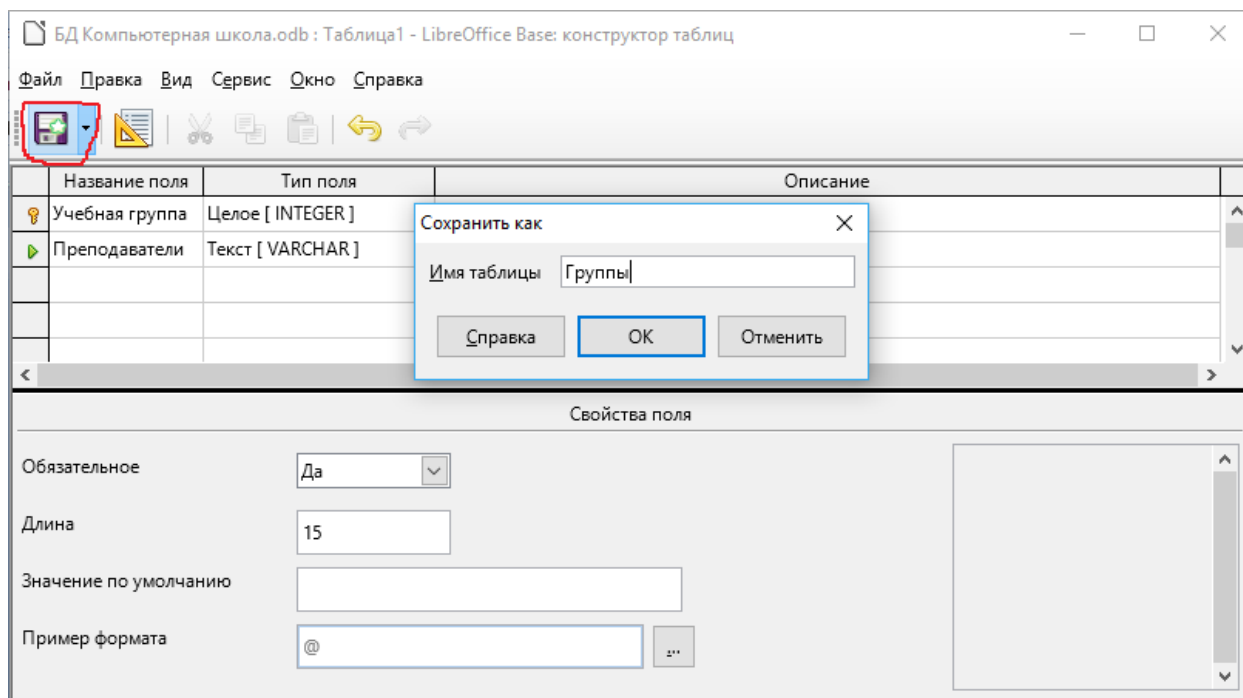 БД Компьютерная школа.odb : Таблица1 - LibreOffice Base: конструктор таблиц
Файл Правка Вид Сервис Окно Справка
Название поля Тип поля Описание
Учебная группа Целое [ INTEGER ]
Преподаватели Текст [ VARCHAR ]
Сохранить как
Имя таблицы Группы
Справка ОК Отменить
Свойства поля
Обязательное Да
Длина 15
Значение по умолчанию
Пример формата @ ...